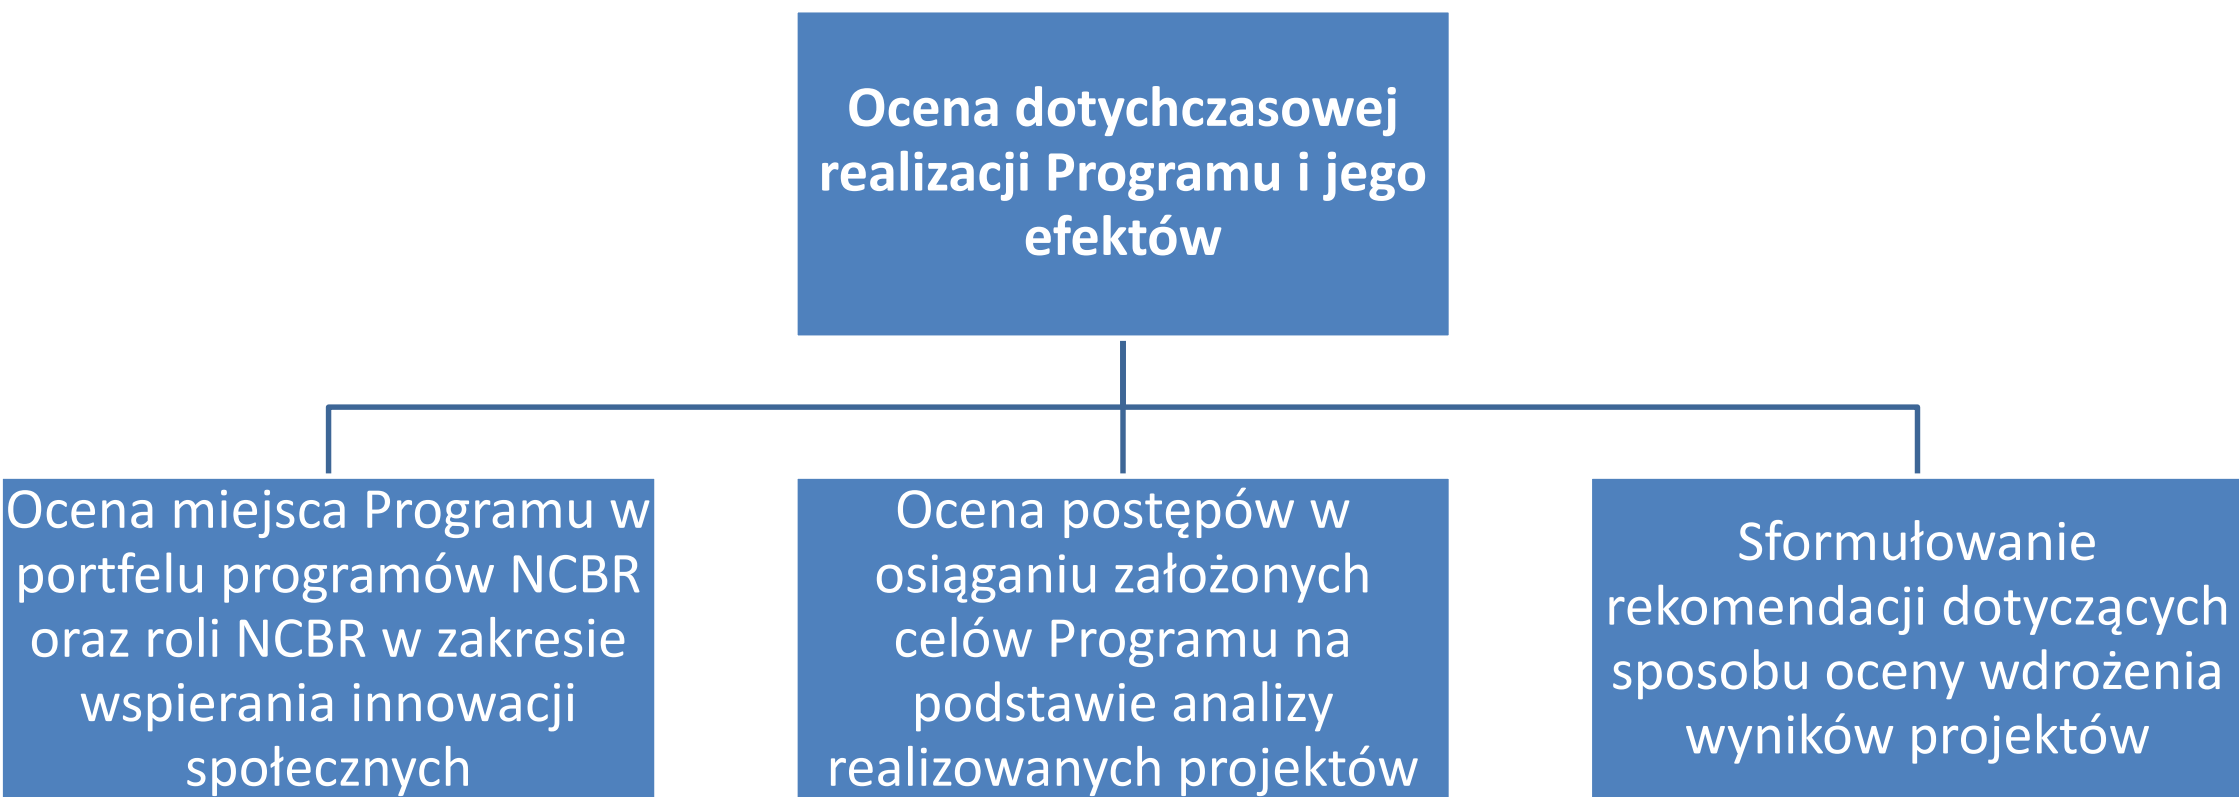 Ocena dotychczasowej
realizacji Programu i jego
efektów
Ocena miejsca Programu w
portfelu programów NCBR
oraz roli NCBR w zakresie
wspierania innowacji
społecznych
Ocena postępów w
osiąganiu założonych
celów Programu na
podstawie analizy
realizowanych projektów
Sformułowanie
rekomendacji dotyczących
sposobu oceny wdrożenia
wyników projektów